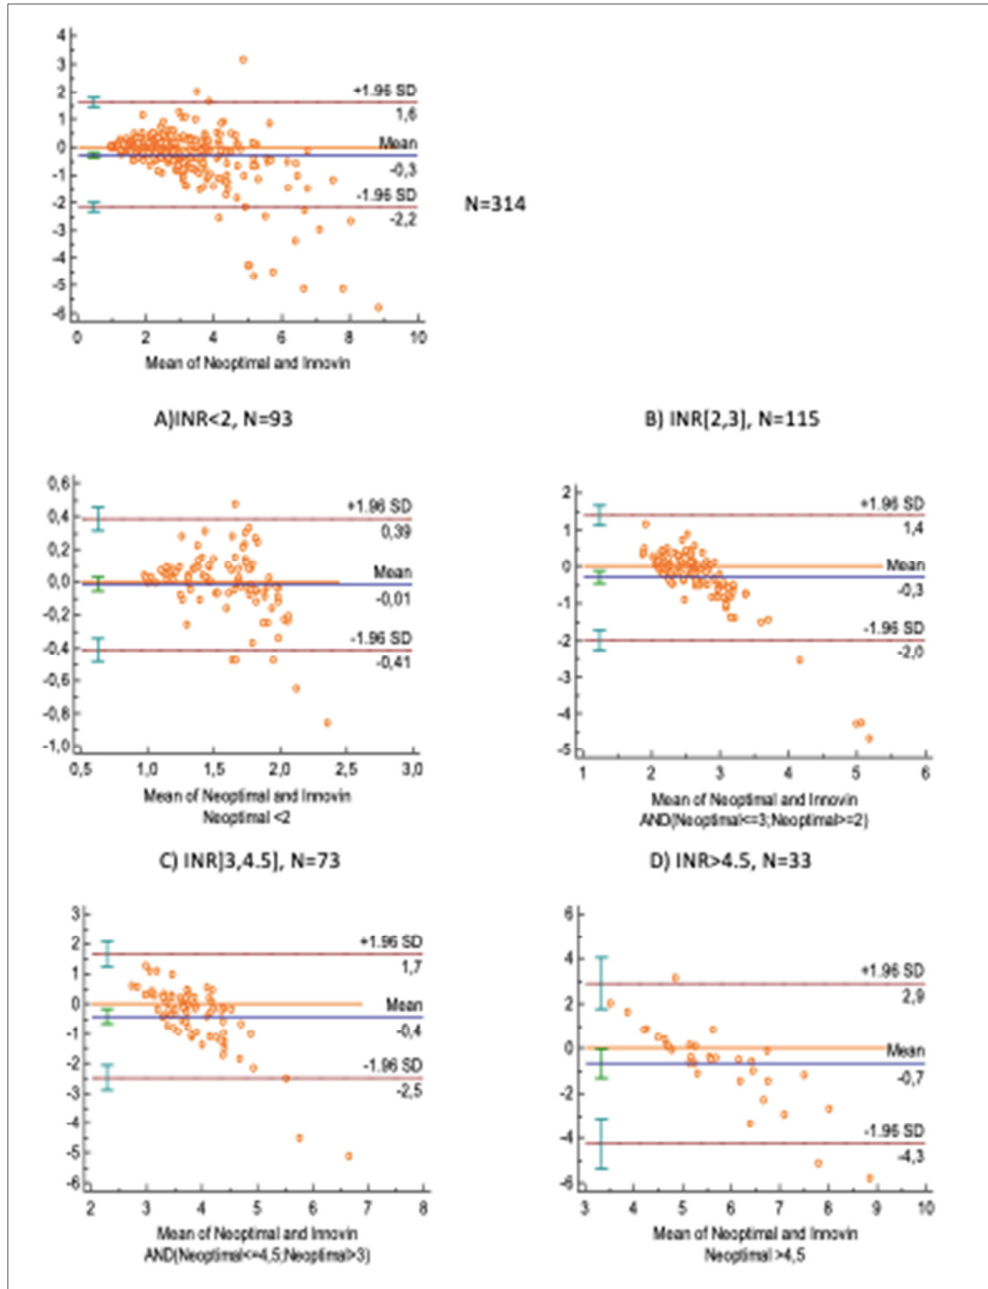 4
3
2
1
0
-1
-2
-3
-4
-5
-6
+1.96 SD
1,6
Mean
-0,3
-1.96 SD
-2,2
0 2 4 6 8 10
Mean of Neoptimal and Innovin
N=314
A)INR<2, N=93
0,6
0,4
0,2
0,0
-0,2
-0,4
-0,6
-0,8
-1,0
+1.96 SD
0,39
Mean
-0,01
-1.96 SD
-0,41
0,5 1,0 1,5 2,0 2,5 3,0
Mean of Neoptimal and Innovin
Neoptimal <2
B) INR[2,3], N=115
2
1
0
-1
-2
-3
-4
-5
+1.96 SD
1,4
Mean
-0,3
-1.96 SD
-2,0
1 2 3 4 5 6
Mean of Neoptimal and Innovin
AND(Neoptimal<=3;Neoptimal>=2)
C) INR]3,4.5], N=73
3
2
1
0
-1
-2
-3
-4
-5
-6
+1.96 SD
1,7
Mean
-0,4
-1.96 SD
-2,5
2 3 4 5 6 7 8
Mean of Neoptimal and Innovin
AND(Neoptimal<=4,5;Neoptimal>3)
D) INR>4.5, N=33
6
4
2
0
-2
-4
-6
+1.96 SD
2,9
Mean
-0,7
-1.96 SD
-4,3
3 4 5 6 7 8 9 10
Mean of Neoptimal and Innovin
Neoptimal >4,5